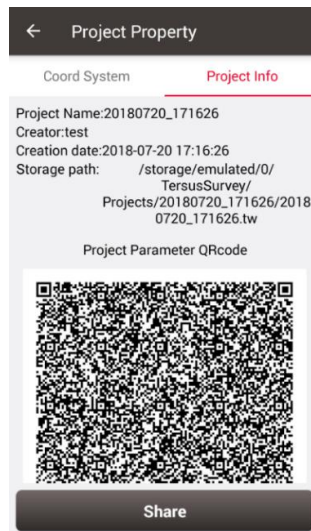 Project Property
Coord System Project Info
Project Name:20180720_171626
Creator:test
Creation date:2018-07-20 17:16:26
Storage path: /storage/emulated/0/
TersusSurvey/
Projects/20180720_171626/2018
0720_171626.tw
Project Parameter QRcode
Share